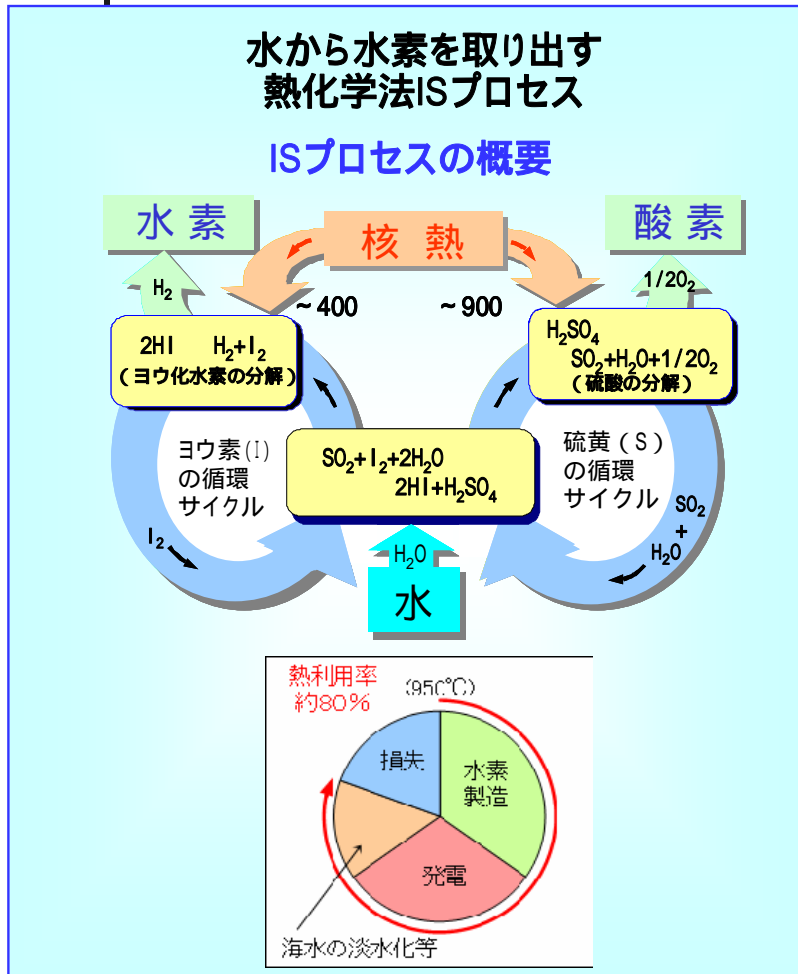 水から水素を取り出す
熱化学法ISプロセス
ISプロセスの概要
水素
核熱
酸素
H₂
1/2O₂
~400
~900
2HI H₂+I₂
(ヨウ化水素の分解)
H₂SO₄
SO₂+H₂O+1/2O₂
(硫酸の分解)
ヨウ素(I)
の循環
サイクル
SO₂+I₂+2H₂O
2HI+H₂SO₄
硫黄(S)
の循環
サイクル
I₂
SO₂
+
H₂O
H₂O
水
熱利用率
約80%
(950℃)
損失
水素
製造
発電
海水の淡水化等